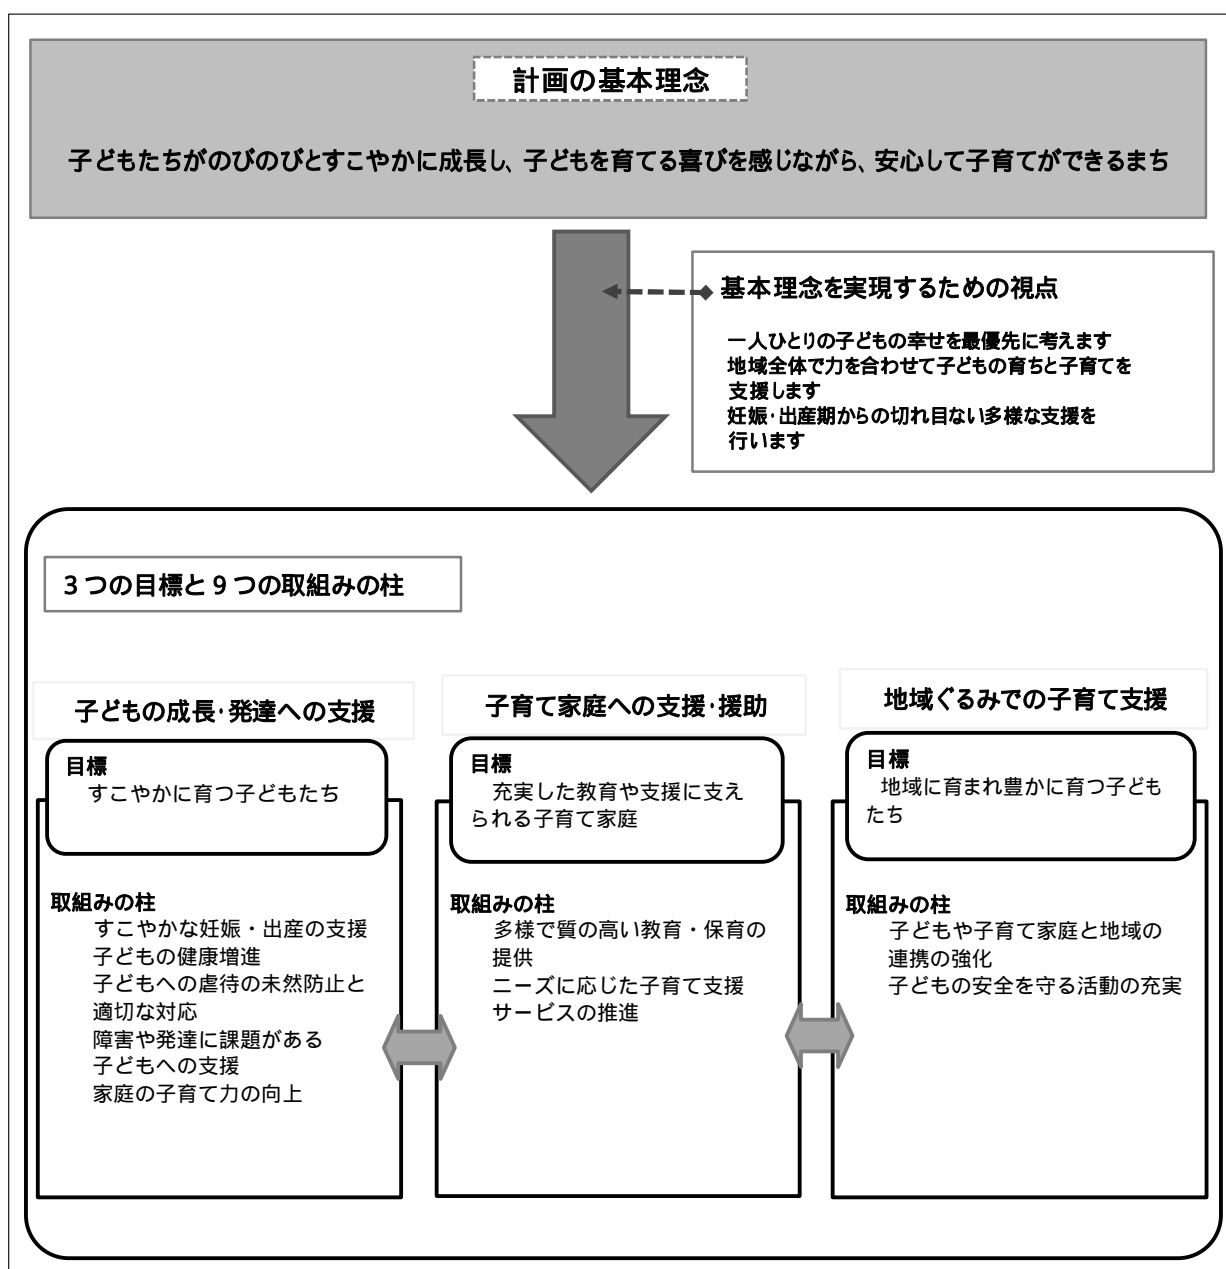 計画の基本理念
子どもたちがのびのびとすこやかに成長し、子どもを育てる喜びを感じながら、安心して子育てができるまち
基本理念を実現するための視点
一人ひとりの子どもの幸せを最優先に考えます
地域全体で力を合わせて子どもの育ちと子育てを
支援します
妊娠・出産期からの切れ目ない多様な支援を
行います
3つの目標と9つの取組みの柱
子どもの成長・発達への支援
目標
すこやかに育つ子どもたち
取組みの柱
すこやかな妊娠・出産の支援
子どもの健康増進
子どもへの虐待の未然防止と
適切な対応
障害や発達に課題がある
子どもへの支援
家庭の子育て力の向上
子育て家庭への支援・援助
目標
充実した教育や支援に支え
られる子育て家庭
取組みの柱
多様で質の高い教育・保育の
提供
ニーズに応じた子育て支援
サービスの推進
地域ぐるみでの子育て支援
目標
地域に育まれ豊かに育つ子ども
たち
取組みの柱
子どもや子育て家庭と地域の
連携の強化
子どもの安全を守る活動の充実